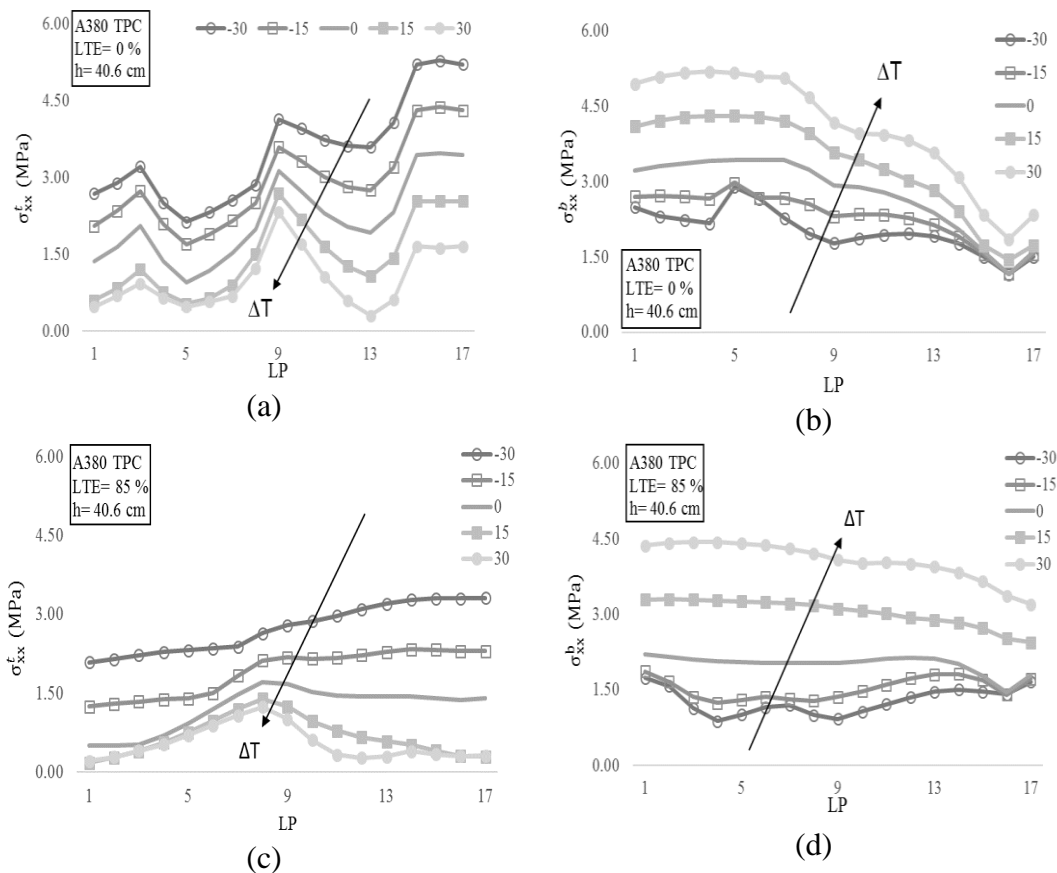 A380 TPC
LTE= 0 %
h= 40.6 cm
-30 -15 0 15 30
6.00
4.50
3.00
1.50
0.00
σᵗxx (MPa)
ΔT
1 5 9 13 17
LP
(a)
6.00
4.50
3.00
1.50
0.00
σᵇxx (MPa)
-30
-15
0
15
30
ΔT
A380 TPC
LTE= 0 %
h= 40.6 cm
1 5 9 13 17
LP
(b)
A380 TPC
LTE= 85 %
h= 40.6 cm
-30
-15
0
15
30
6.00
4.50
3.00
1.50
0.00
σᵗxx (MPa)
ΔT
1 5 9 13 17
LP
(c)
A380 TPC
LTE= 85 %
h= 40.6 cm
-30
-15
0
15
30
6.00
4.50
3.00
1.50
0.00
σᵇxx (MPa)
ΔT
1 5 9 13 17
LP
(d)